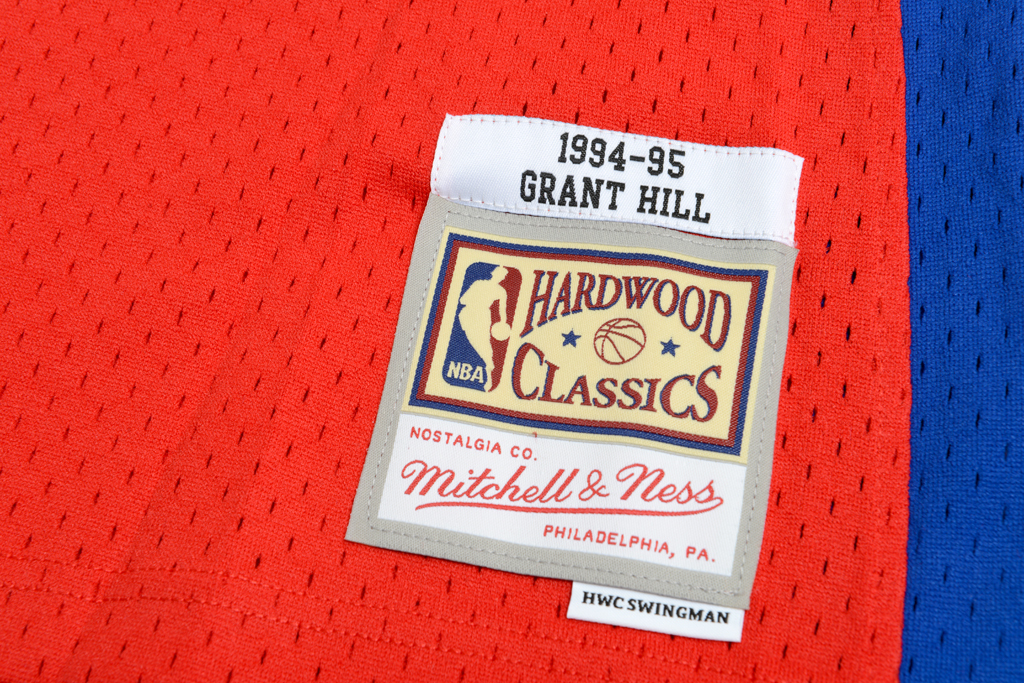 1994-95
GRANT HILL
HARDWOOD
CLASSICS
NBA
NOSTALGIA CO.
Mitchell & Ness
PHILADELPHIA, PA.
HWC SWINGMAN